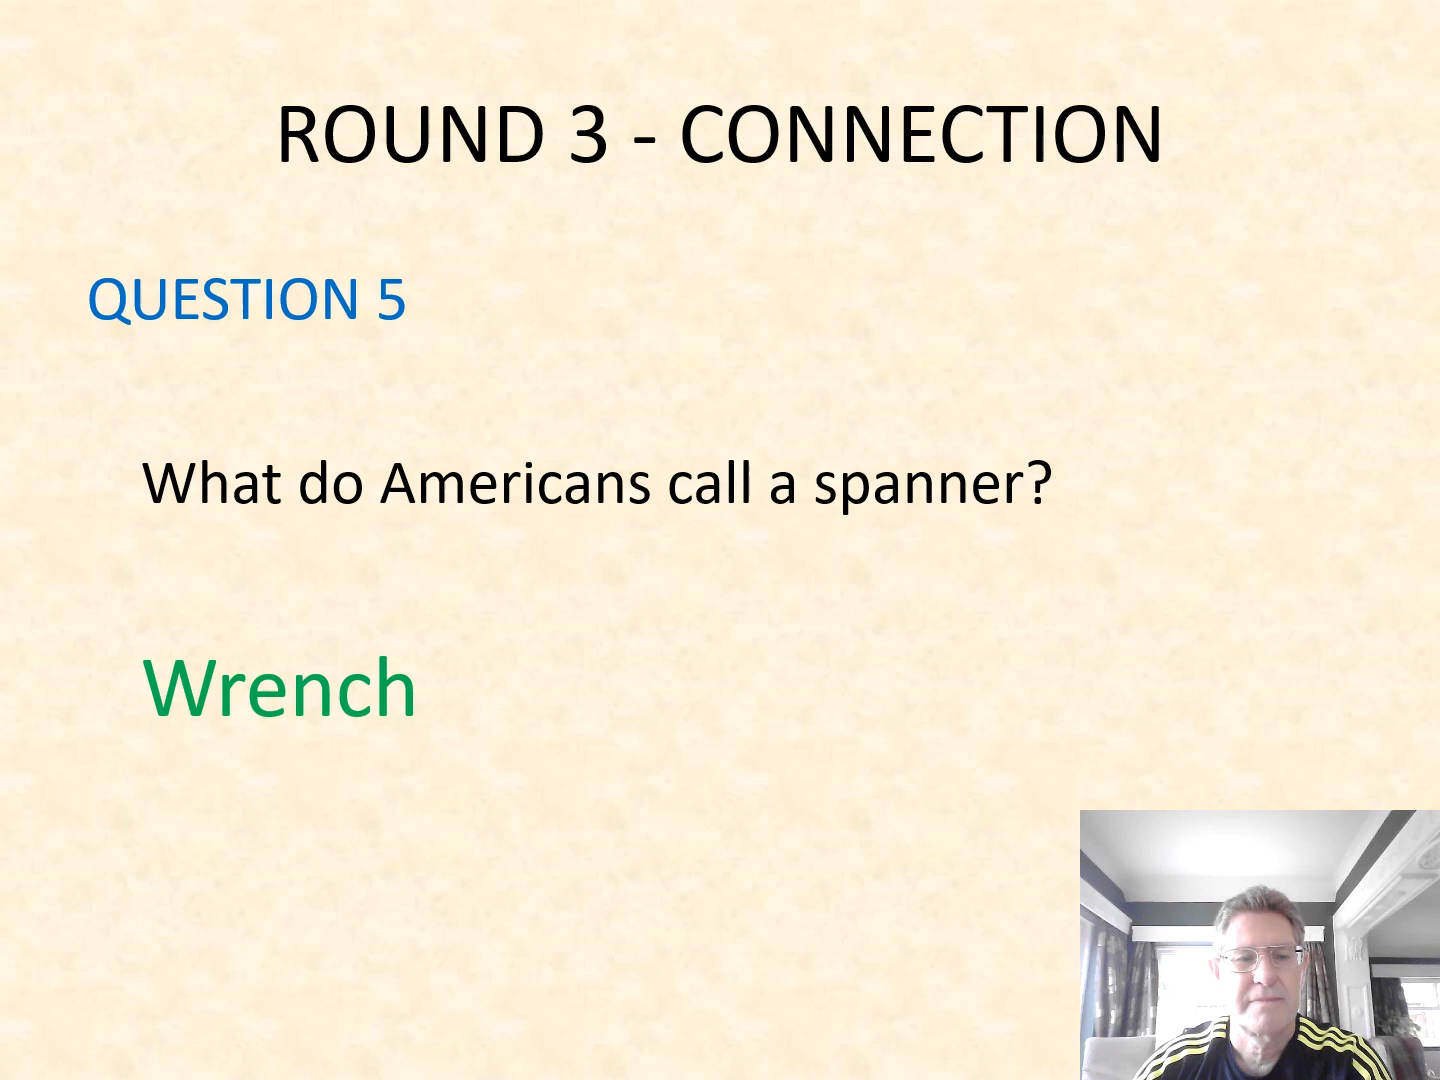 ROUND 3 - CONNECTION
QUESTION 5
What do Americans call a spanner?
Wrench